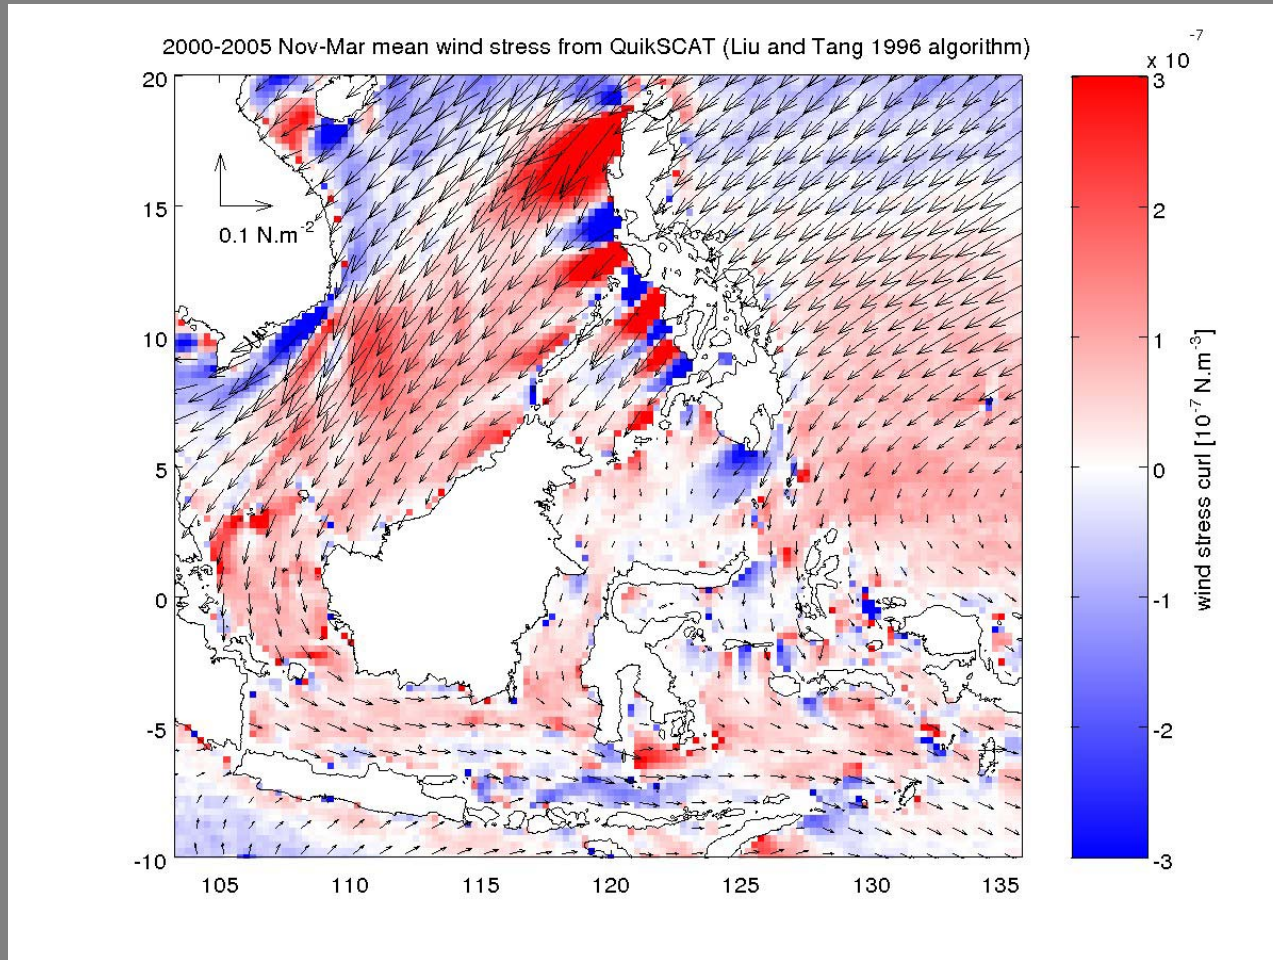 2000-2005 Nov-Mar mean wind stress from QuikSCAT (Liu and Tang 1996 algorithm)
x 10-7
20
15
10
5
0
-5
-10
0.1 N.m-2
105 110 115 120 125 130 135
3
2
1
0
-1
-2
-3
wind stress curl [10-7 N.m-3]